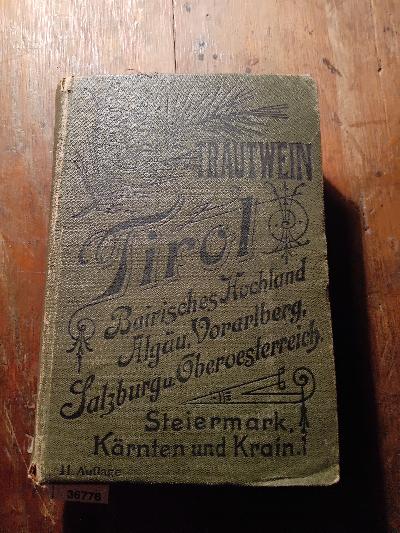 TRAUTWEIN
Tirol
Bairisches Hochland
Algäu, Vorarlberg,
Salzburg u. Oberoesterreich,
Steiermark,
Kärnten und Krain.
11 Auflage
36776